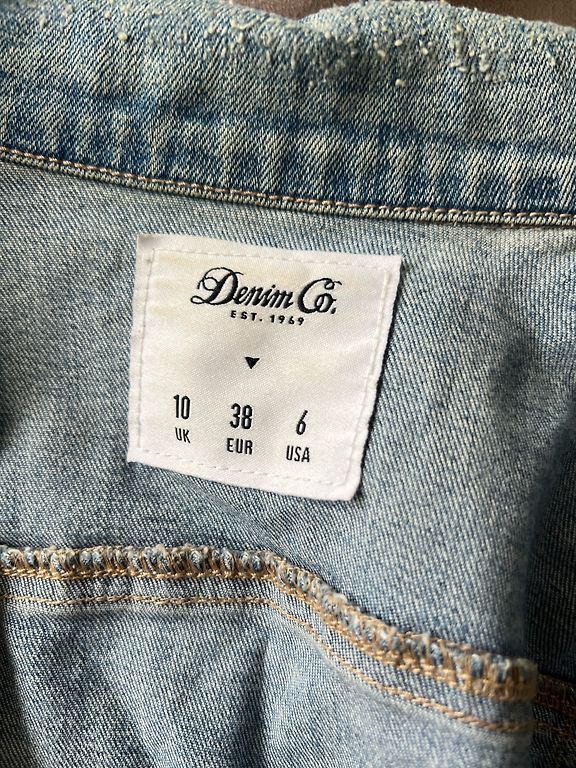 Denim Co.
EST. 1969
10 38 6
UK EUR USA